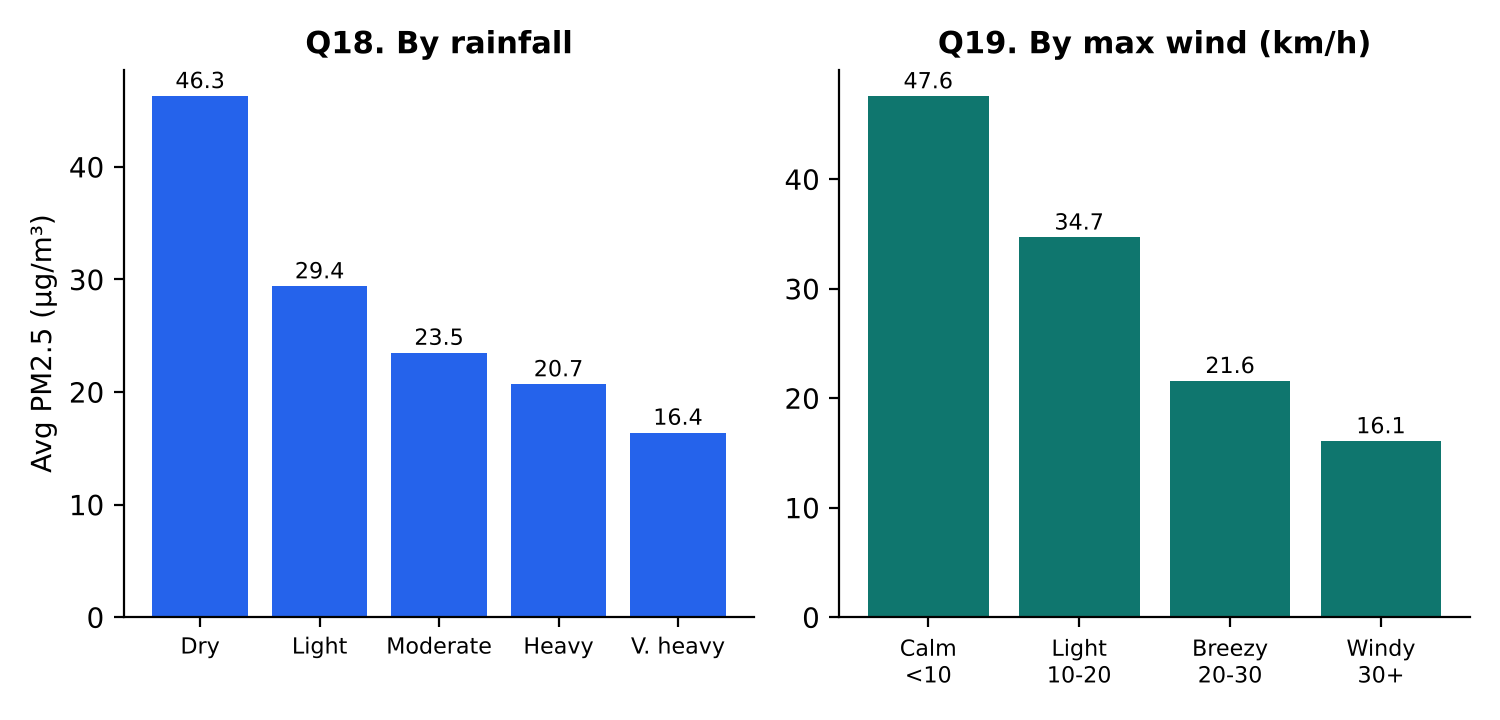 Q18. By rainfall
Avg PM2.5 (µg/m³)
40
30
20
10
0
46.3
29.4
23.5
20.7
16.4
Dry
Light
Moderate
Heavy
V. heavy
Q19. By max wind (km/h)
40
30
20
10
0
47.6
34.7
21.6
16.1
Calm
<10
Light
10-20
Breezy
20-30
Windy
30+